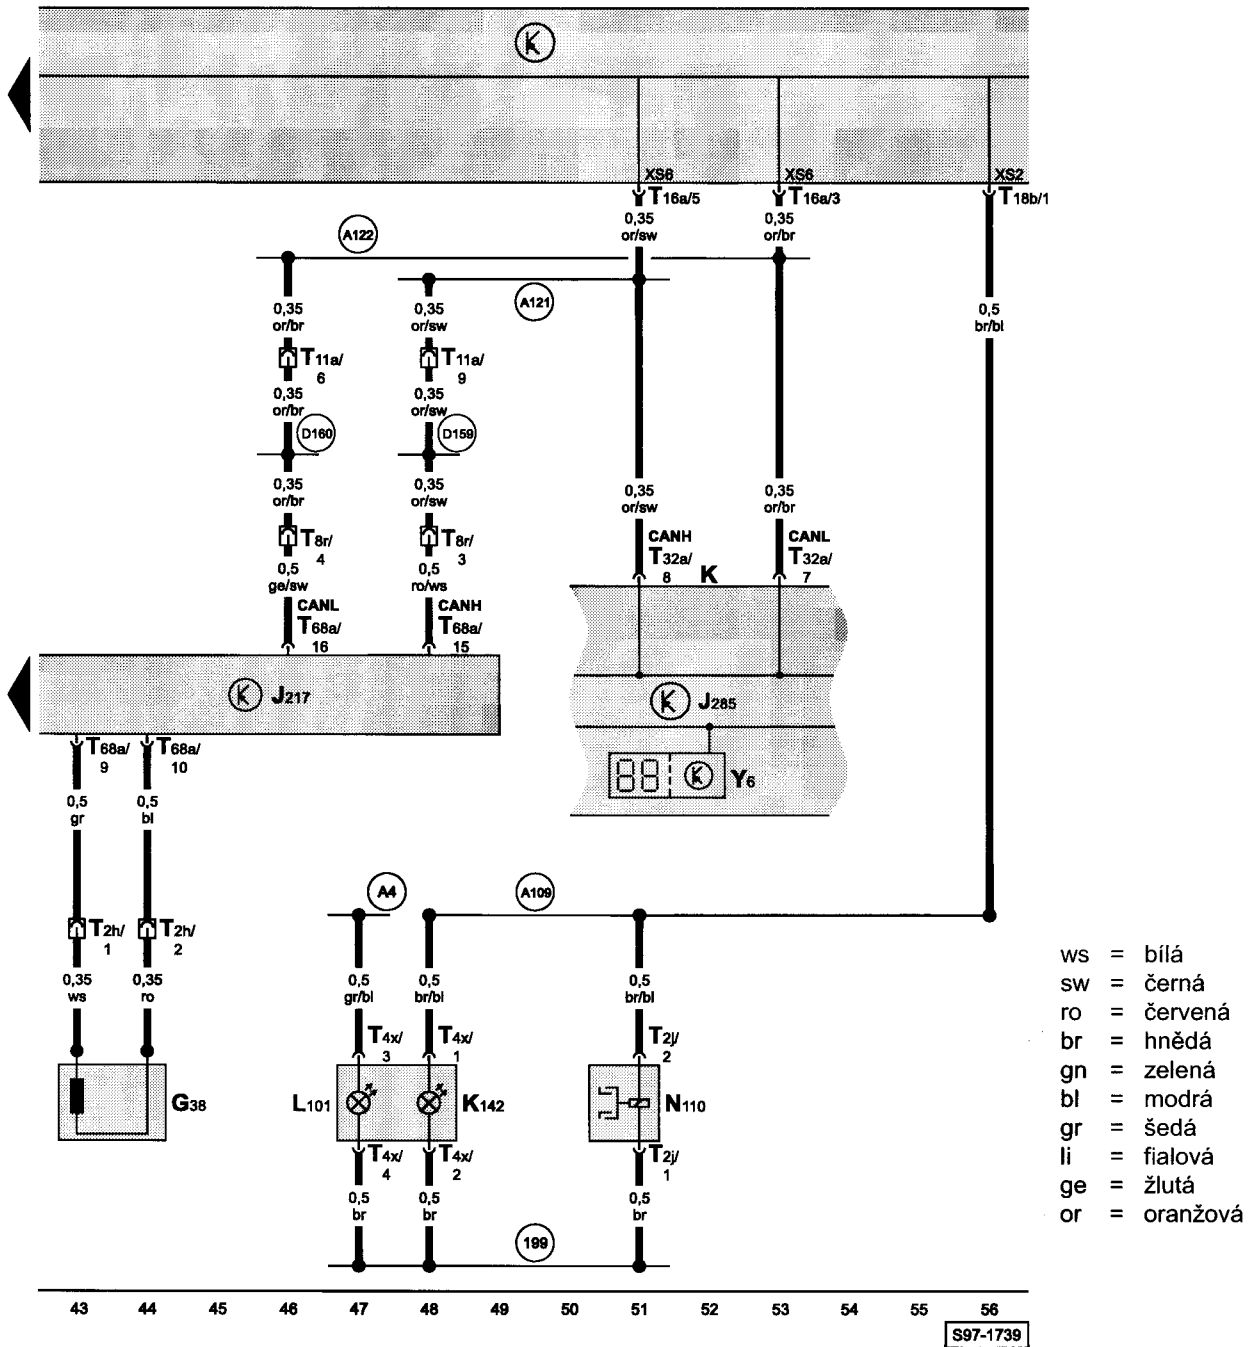 XS8
XS6
XS2
T16a/5
T16a/3
T18b/1
0,35
or/sw
0,35
or/br
A122
A121
0,35
or/br
0,35
or/sw
0,5
br/bl
T11a/
6
T11a/
9
0,35
or/br
0,35
or/sw
D160
D159
0,35
or/br
0,35
or/sw
0,35
or/sw
0,35
or/br
T8r/
4
T8r/
3
CANH
T32a/
8
K
CANL
T32a/
7
0,5
ge/sw
0,5
ro/ws
CANL
T68a/
16
CANH
T68a/
15
J217
J285
Y6
T68a/
9
T68a/
10
0,5
gr
0,5
bl
A4
A109
T2h/
1
T2h/
2
0,35
ws
0,35
ro
0,5
gr/bl
0,5
br/bl
0,5
br/bl
T4x/
3
T4x/
1
T2j/
2
G38
L101
K142
N110
T4x/
4
T4x/
2
T2j/
1
0,5
br
0,5
br
0,5
br
199
ws = bílá
sw = černá
ro = červená
br = hnědá
gn = zelená
bl = modrá
gr = šedá
li = fialová
ge = žlutá
or = oranžová
43 44 45 46 47 48 49 50 51 52 53 54 55 56
S97-1739